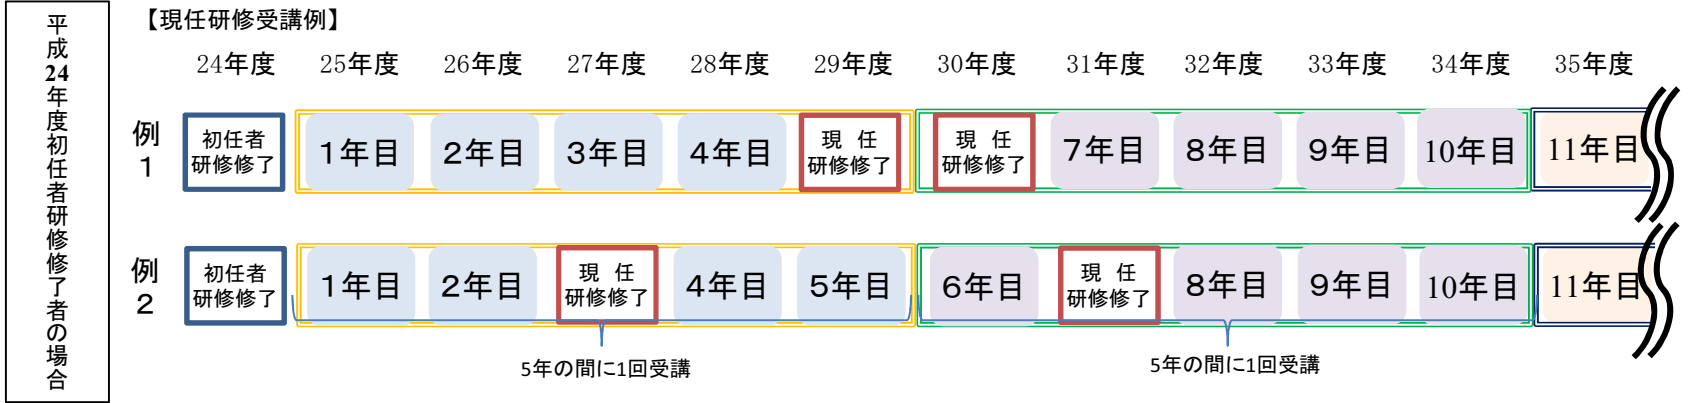 平成24年度初任者研修修了者の場合
【現任研修受講例】
24年度 25年度 26年度 27年度 28年度 29年度 30年度 31年度 32年度 33年度 34年度 35年度
例1
初任者
研修修了
1年目 2年目 3年目 4年目
現 任
研修修了
現 任
研修修了
7年目 8年目 9年目 10年目 11年目
例2
初任者
研修修了
1年目 2年目
現 任
研修修了
4年目 5年目 6年目
現 任
研修修了
8年目 9年目 10年目 11年目
5年の間に1回受講
5年の間に1回受講